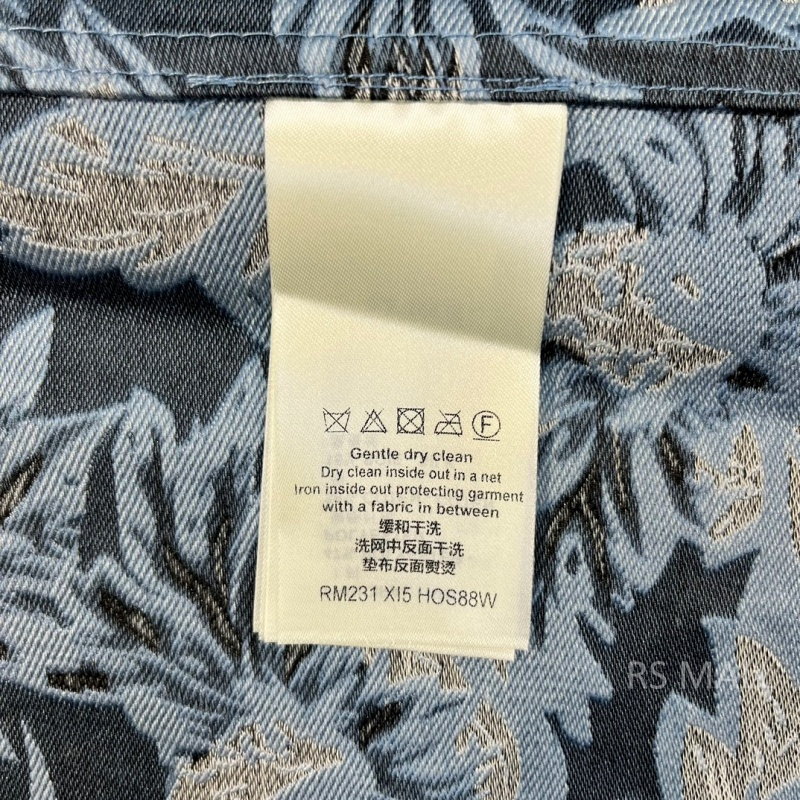 F
Gentle dry clean
Dry clean inside out in a net
Iron inside out protecting garment
with a fabric in between
缓和干洗
洗网中反面干洗
垫布反面熨烫
RM231 XI5 HOS88W
RS MALL